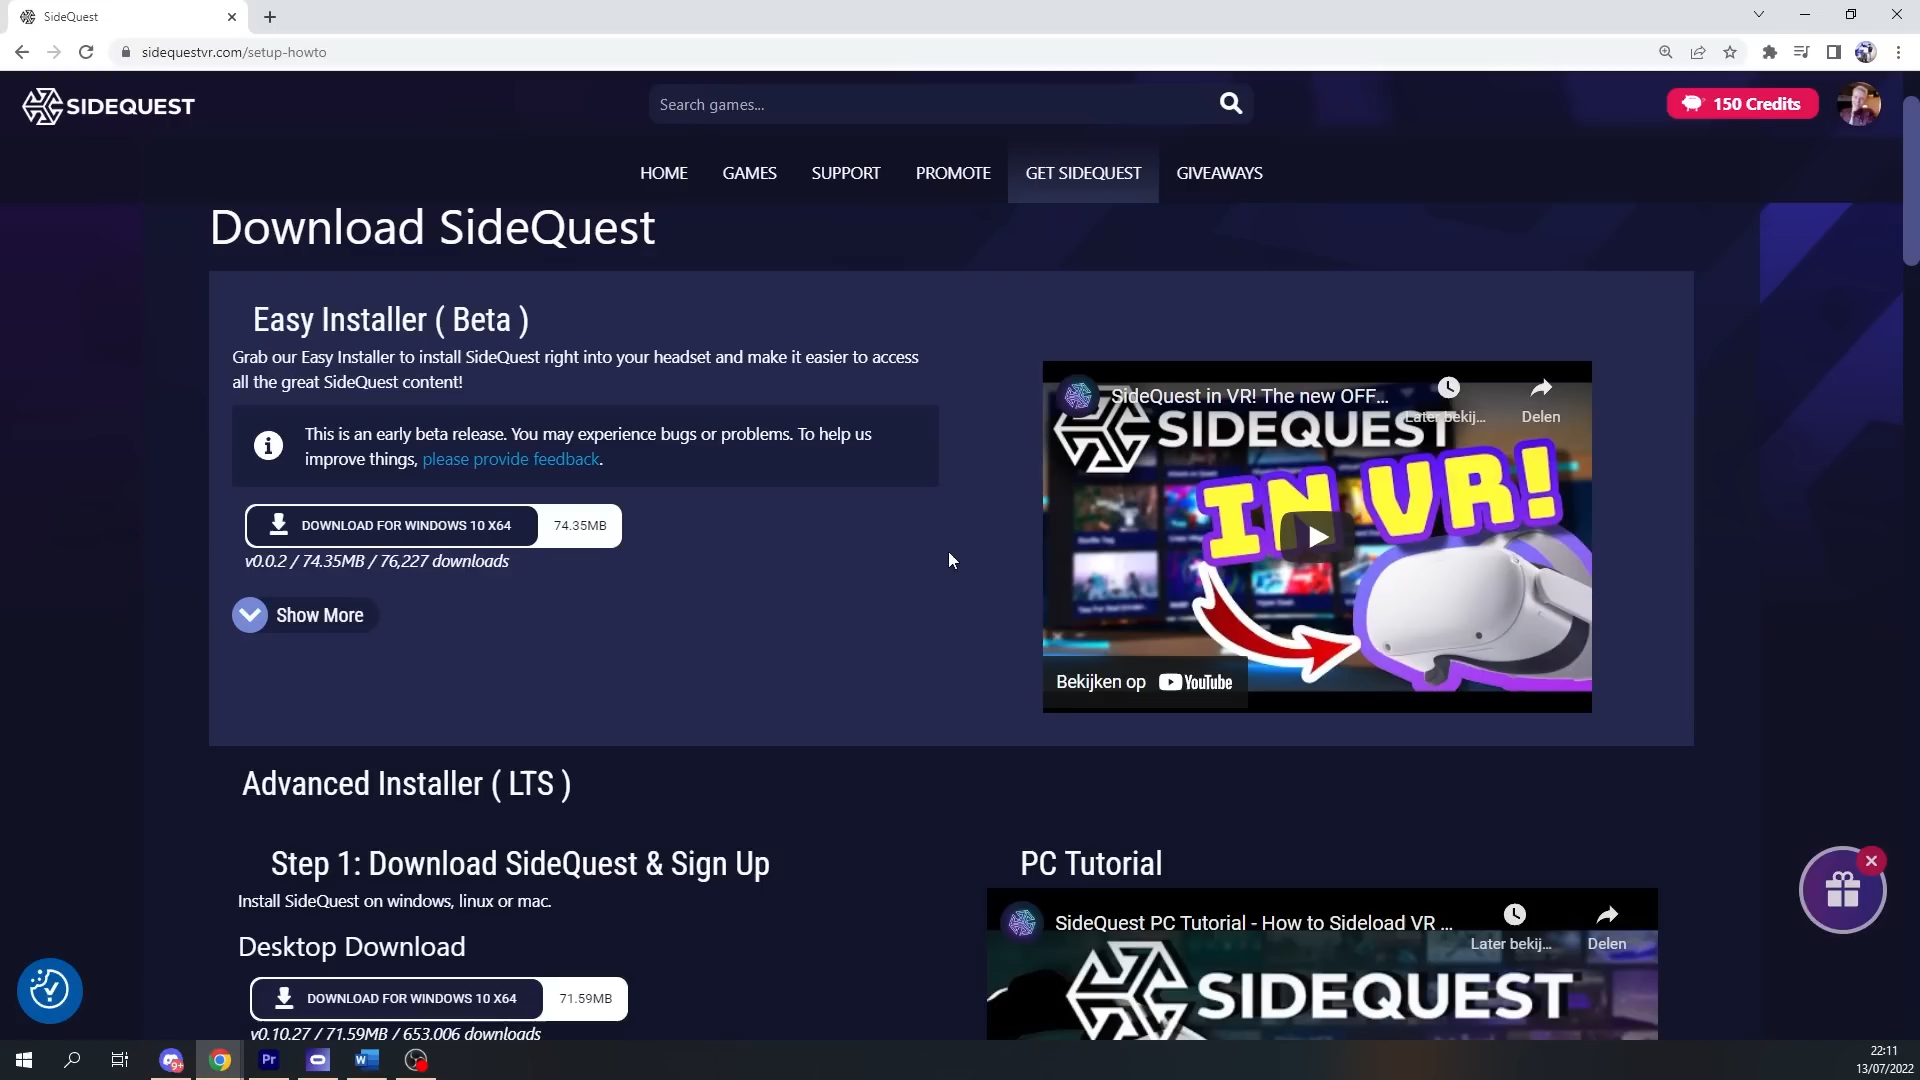 SideQuest
sidequestvr.com/setup-howto
SIDEQUEST
Search games...
150 Credits
HOME
GAMES
SUPPORT
PROMOTE
GET SIDEQUEST
GIVEAWAYS
Download SideQuest
Easy Installer ( Beta )
Grab our Easy Installer to install SideQuest right into your headset and make it easier to access
all the great SideQuest content!
This is an early beta release. You may experience bugs or problems. To help us
improve things, please provide feedback.
DOWNLOAD FOR WINDOWS 10 X64
74.35MB
v0.0.2 / 74.35MB / 76,227 downloads
Show More
SideQuest in VR! The new OFF...
Later bekij...
Delen
SIDEQUEST
IN VR!
Bekijken op YouTube
Advanced Installer ( LTS )
Step 1: Download SideQuest & Sign Up
Install SideQuest on windows, linux or mac.
Desktop Download
DOWNLOAD FOR WINDOWS 10 X64
71.59MB
v0.10.27 / 71.59MB / 653,006 downloads
PC Tutorial
SideQuest PC Tutorial - How to Sideload VR ...
Later bekij...
Delen
SIDEQUEST
9+
Pr
W
22:11
13/07/2022